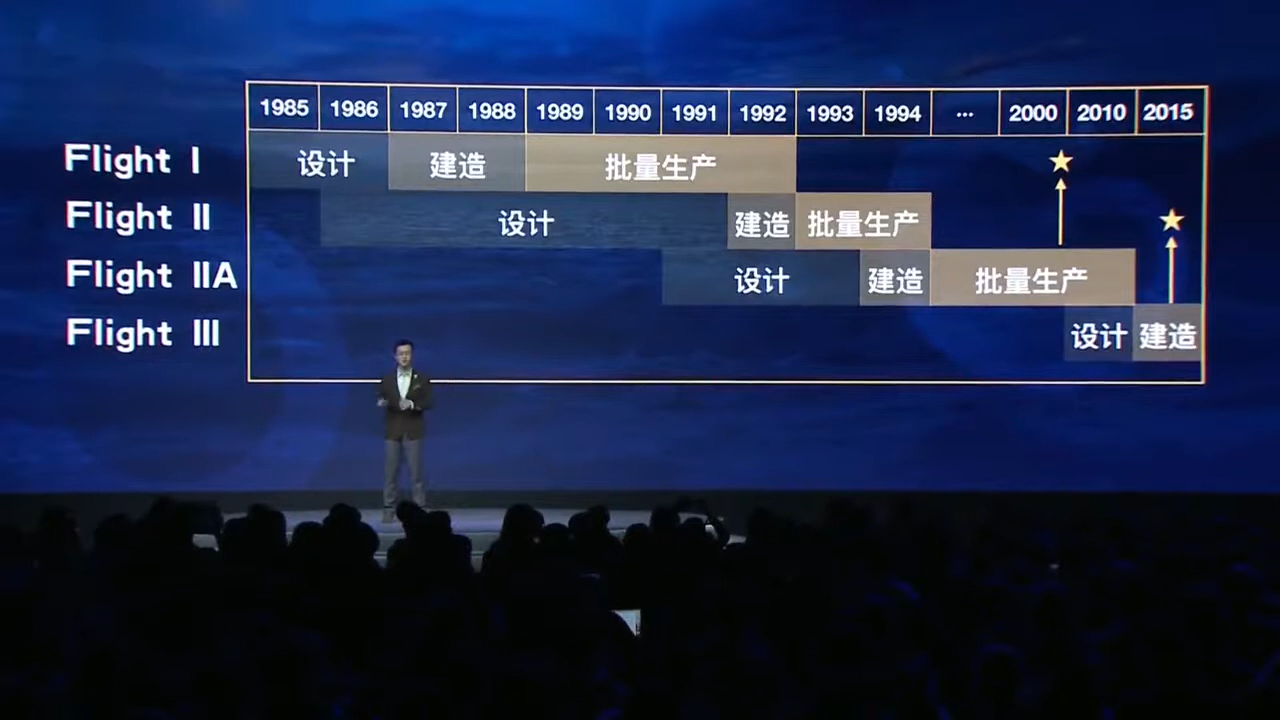 1985 1986 1987 1988 1989 1990 1991 1992 1993 1994 ... 2000 2010 2015
Flight I 设计 建造 批量生产
Flight II 设计 建造 批量生产
Flight IIA 设计 建造 批量生产
Flight III 设计 建造